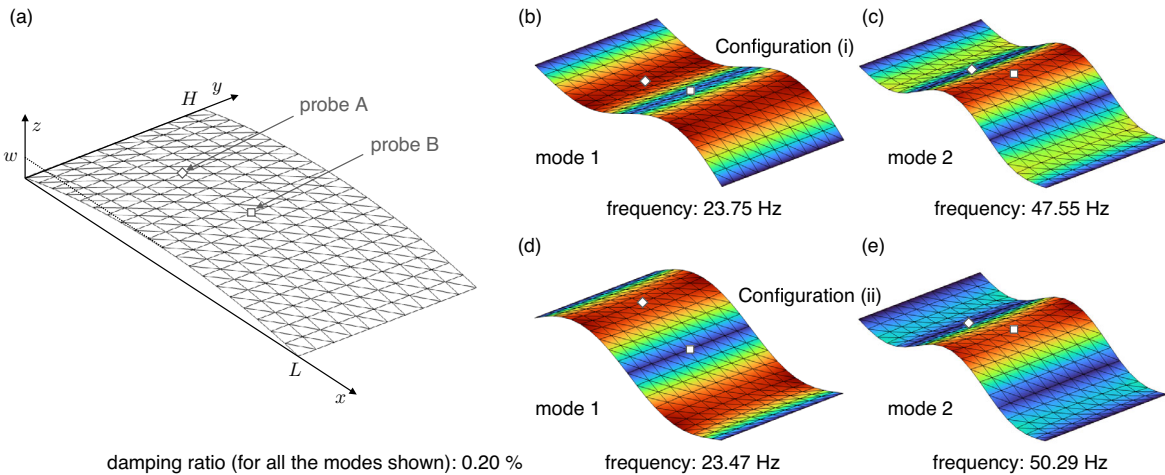 (a)
H
y
probe A
z
w
probe B
L
x
damping ratio (for all the modes shown): 0.20 %
(b)
Configuration (i)
mode 1
frequency: 23.75 Hz
(c)
mode 2
frequency: 47.55 Hz
(d)
Configuration (ii)
mode 1
frequency: 23.47 Hz
(e)
mode 2
frequency: 50.29 Hz